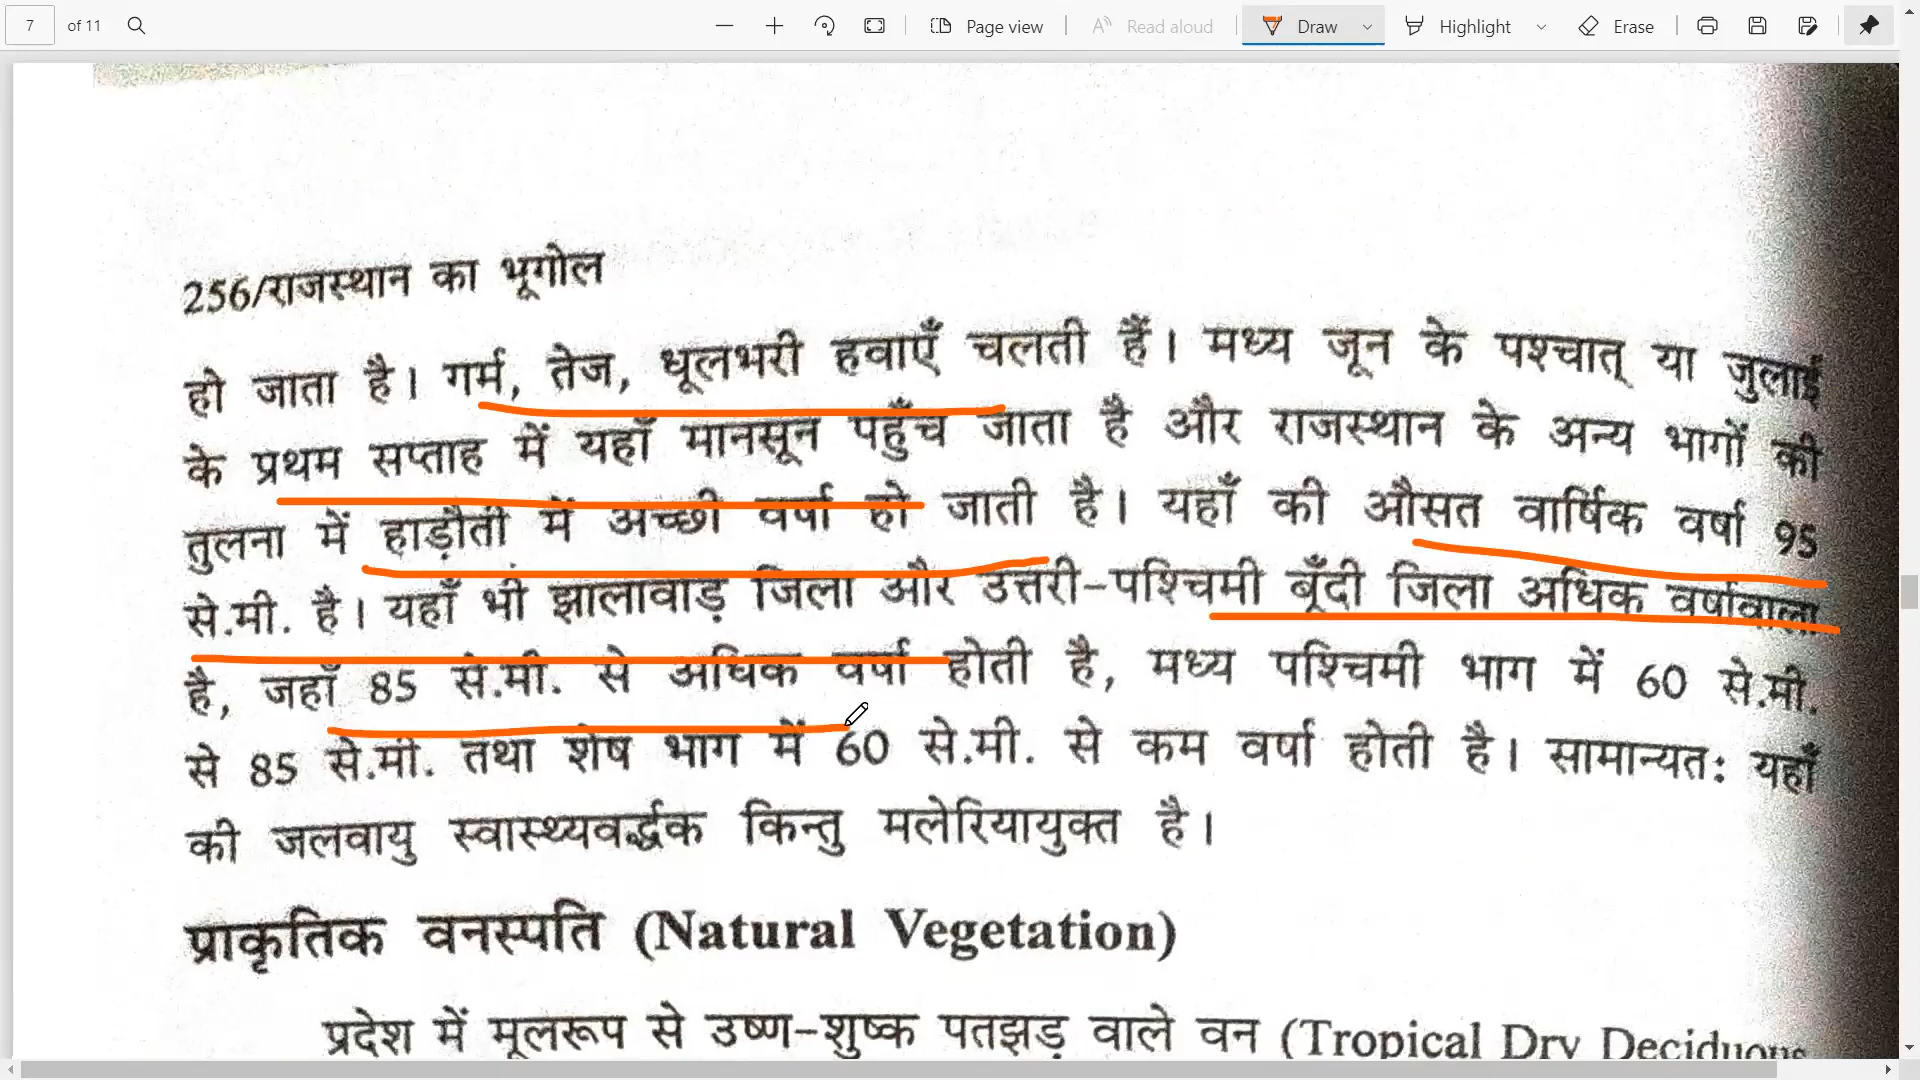 7 of 11 Page view Read aloud Draw Highlight Erase
256/राजस्थान का भूगोल
हो जाता है। गर्म, तेज, धूलभरी हवाएँ चलती हैं। मध्य जून के पश्चात् या जुलाई
के प्रथम सप्ताह में यहाँ मानसून पहुँच जाता है और राजस्थान के अन्य भागों की
तुलना में हाड़ौती में अच्छी वर्षा हो जाती है। यहाँ की औसत वार्षिक वर्षा 95
से.मी. है। यहाँ भी झालावाड़ जिला और उत्तरी-पश्चिमी बूँदी जिला अधिक वर्षावाला
है, जहाँ 85 से.मी. से अधिक वर्षा होती है, मध्य पश्चिमी भाग में 60 से.मी.
से 85 से.मी. तथा शेष भाग में 60 से.मी. से कम वर्षा होती है। सामान्यतः यहाँ
की जलवायु स्वास्थ्यवर्द्धक किन्तु मलेरियायुक्त है।
प्राकृतिक वनस्पति (Natural Vegetation)
प्रदेश में मूलरूप से उष्ण-शुष्क पतझड़ वाले वन (Tropical Dry Deciduous